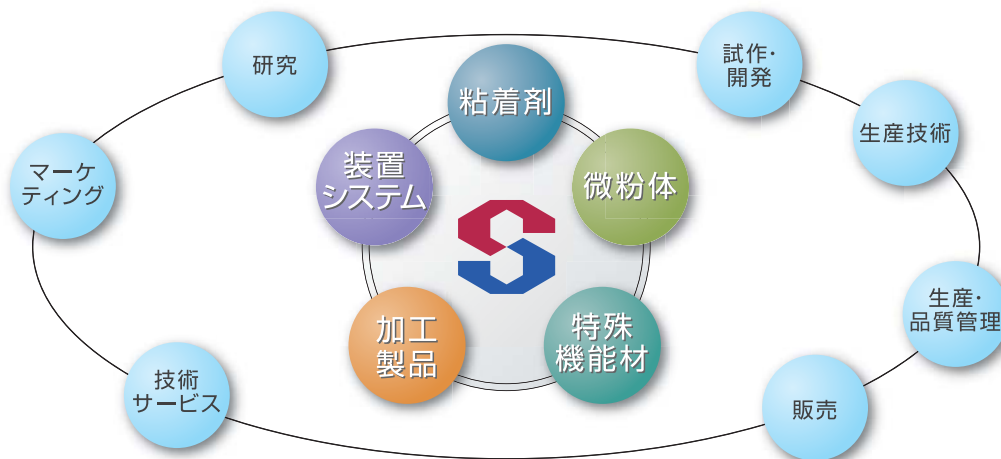 研究
試作・
開発
粘着剤
生産技術
装置
システム
微粉体
マーケ
ティング
生産・
品質管理
加工
製品
特殊
機能材
技術
サービス
販売